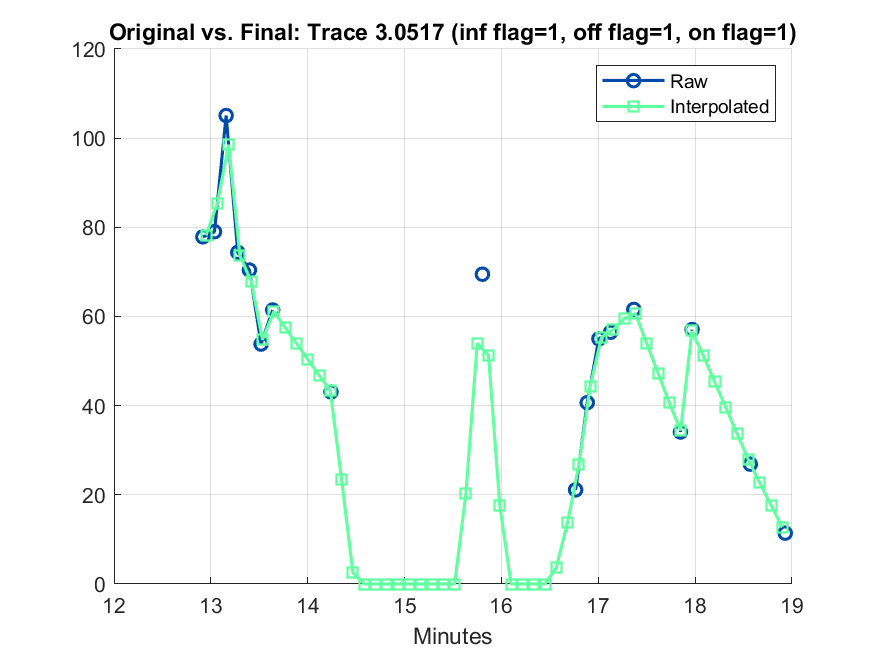 Original vs. Final: Trace 3.0517 (inf flag=1, off flag=1, on flag=1)
120
100
80
60
40
20
0
Raw
Interpolated
12 13 14 15 16 17 18 19
Minutes